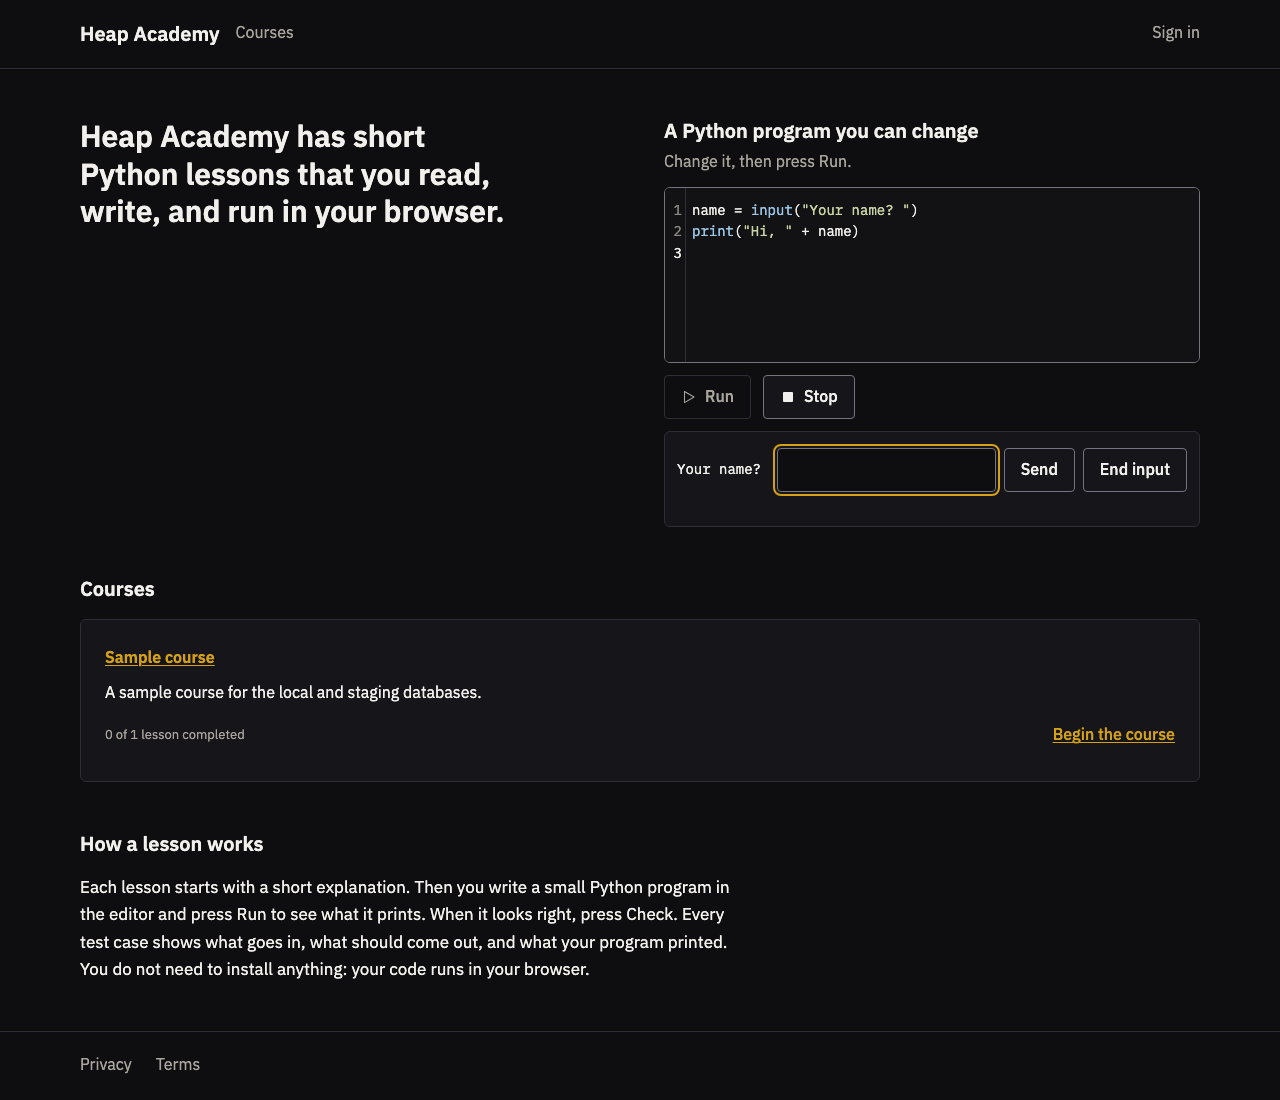 Heap Academy Courses Sign in
Heap Academy has short
Python lessons that you read,
write, and run in your browser.
A Python program you can change
Change it, then press Run.
1 name = input("Your name? ")
2 print("Hi, " + name)
3
Run Stop
Your name? Send End input
Courses
Sample course
A sample course for the local and staging databases.
0 of 1 lesson completed Begin the course
How a lesson works
Each lesson starts with a short explanation. Then you write a small Python program in
the editor and press Run to see what it prints. When it looks right, press Check. Every
test case shows what goes in, what should come out, and what your program printed.
You do not need to install anything: your code runs in your browser.
Privacy Terms